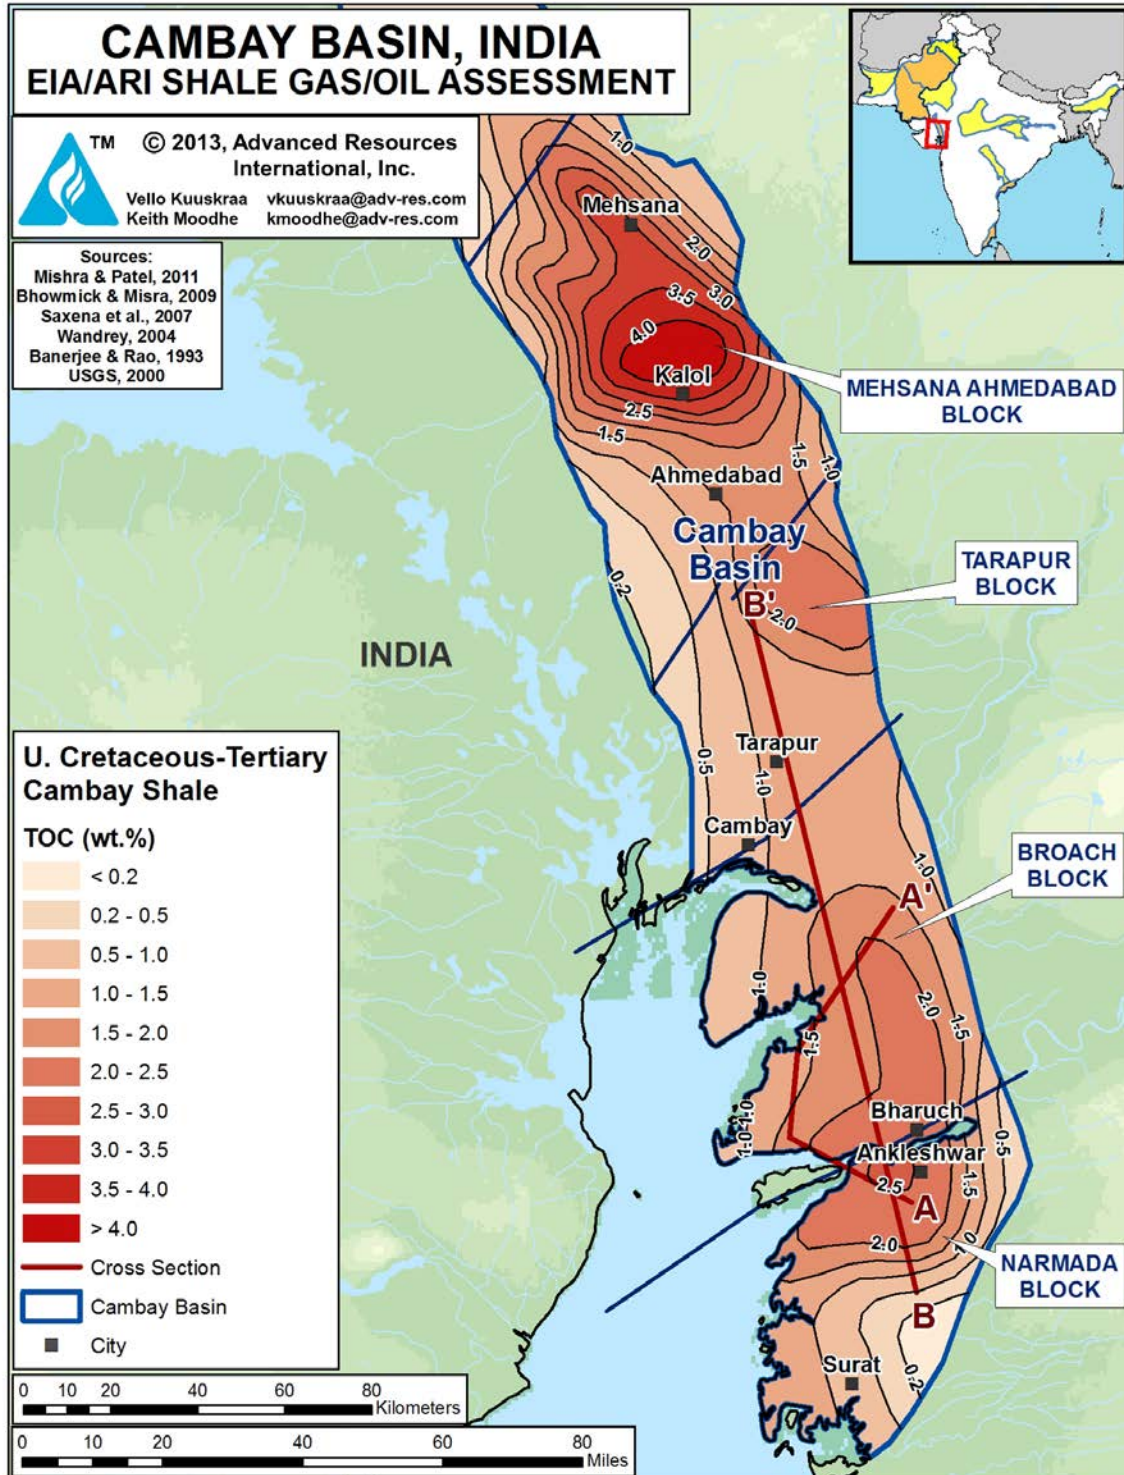 CAMBAY BASIN, INDIA
EIA/ARI SHALE GAS/OIL ASSESSMENT
TM
© 2013, Advanced Resources
International, Inc.
Vello Kuuskraa vkuuskraa@adv-res.com
Keith Moodhe kmoodhe@adv-res.com
Sources:
Mishra & Patel, 2011
Bhowmick & Misra, 2009
Saxena et al., 2007
Wandrey, 2004
Banerjee & Rao, 1993
USGS, 2000
1.0
Mehsana
2.0
3.5
3.0
4.0
Kalol
MEHSANA AHMEDABAD
BLOCK
2.5
1.5
1.5
1.0
Ahmedabad
Cambay
Basin
TARAPUR
BLOCK
0.2
B'
2.0
INDIA
Tarapur
0.5
1.0
Cambay
1.0
BROACH
BLOCK
A'
1.0
2.0
1.5
1.5
1.0
1.0
Bharuch
0.5
Ankleshwar
2.5
1.5
A
2.0
1.0
NARMADA
BLOCK
B
Surat
0.2
U. Cretaceous-Tertiary
Cambay Shale
TOC (wt.%)
< 0.2
0.2 - 0.5
0.5 - 1.0
1.0 - 1.5
1.5 - 2.0
2.0 - 2.5
2.5 - 3.0
3.0 - 3.5
3.5 - 4.0
> 4.0
Cross Section
Cambay Basin
City
0 10 20 40 60 80
Kilometers
0 10 20 40 60 80
Miles